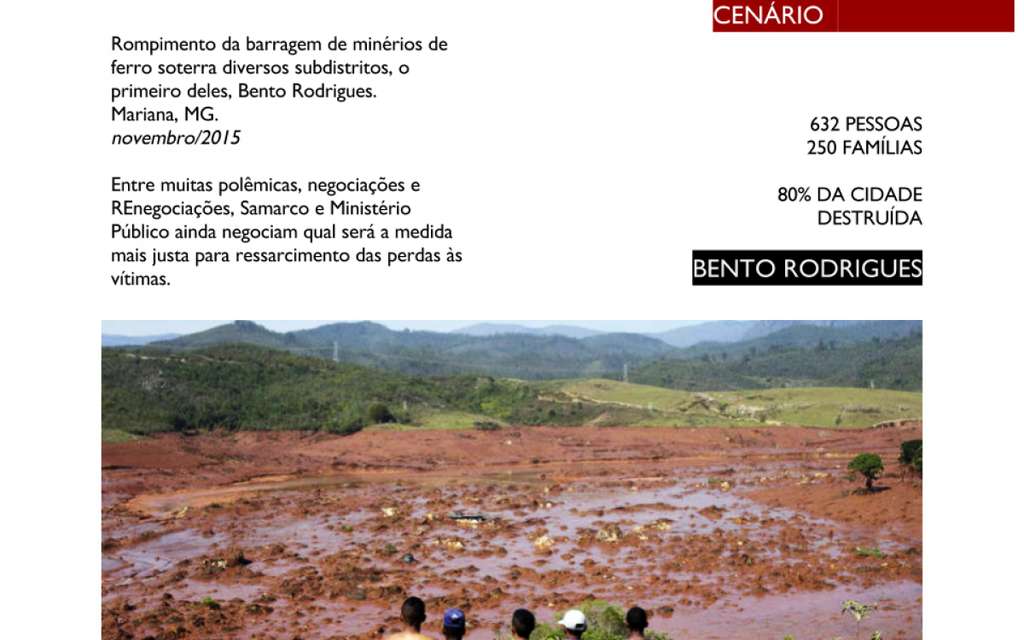 CENÁRIO
Rompimento da barragem de minérios de
ferro soterra diversos subdistritos, o
primeiro deles, Bento Rodrigues.
Mariana, MG.
novembro/2015
Entre muitas polêmicas, negociações e
REnegociações, Samarco e Ministério
Público ainda negociam qual será a medida
mais justa para ressarcimento das perdas às
vítimas.
632 PESSOAS
250 FAMÍLIAS
80% DA CIDADE
DESTRUÍDA
BENTO RODRIGUES